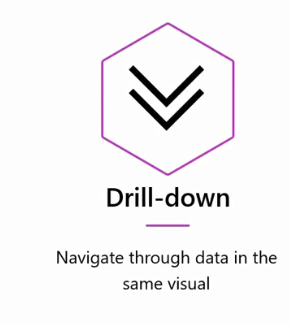 Drill-down
Navigate through data in the
same visual